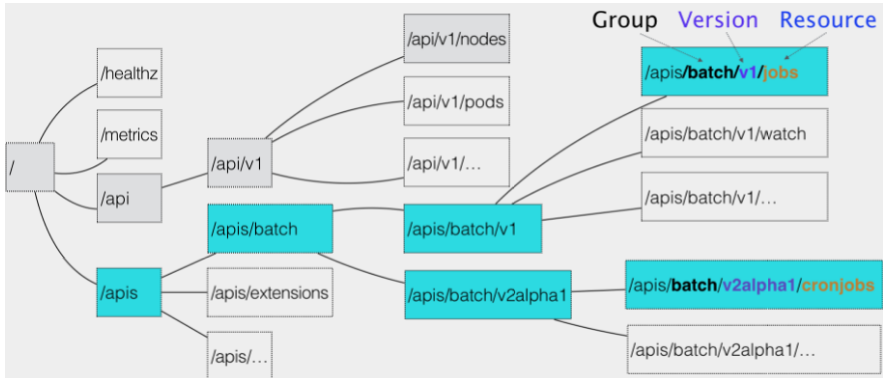 Group Version Resource
/api/v1/nodes
/healthz
/apis/batch/v1/jobs
/api/v1/pods
/metrics
/apis/batch/v1/watch
/
/api/v1
/api/v1/…
/api
/apis/batch/v1/…
/apis/batch
/apis/batch/v1
/apis
/apis/extensions
/apis/batch/v2alpha1
/apis/batch/v2alpha1/cronjobs
/apis/…
/apis/batch/v2alpha1/…